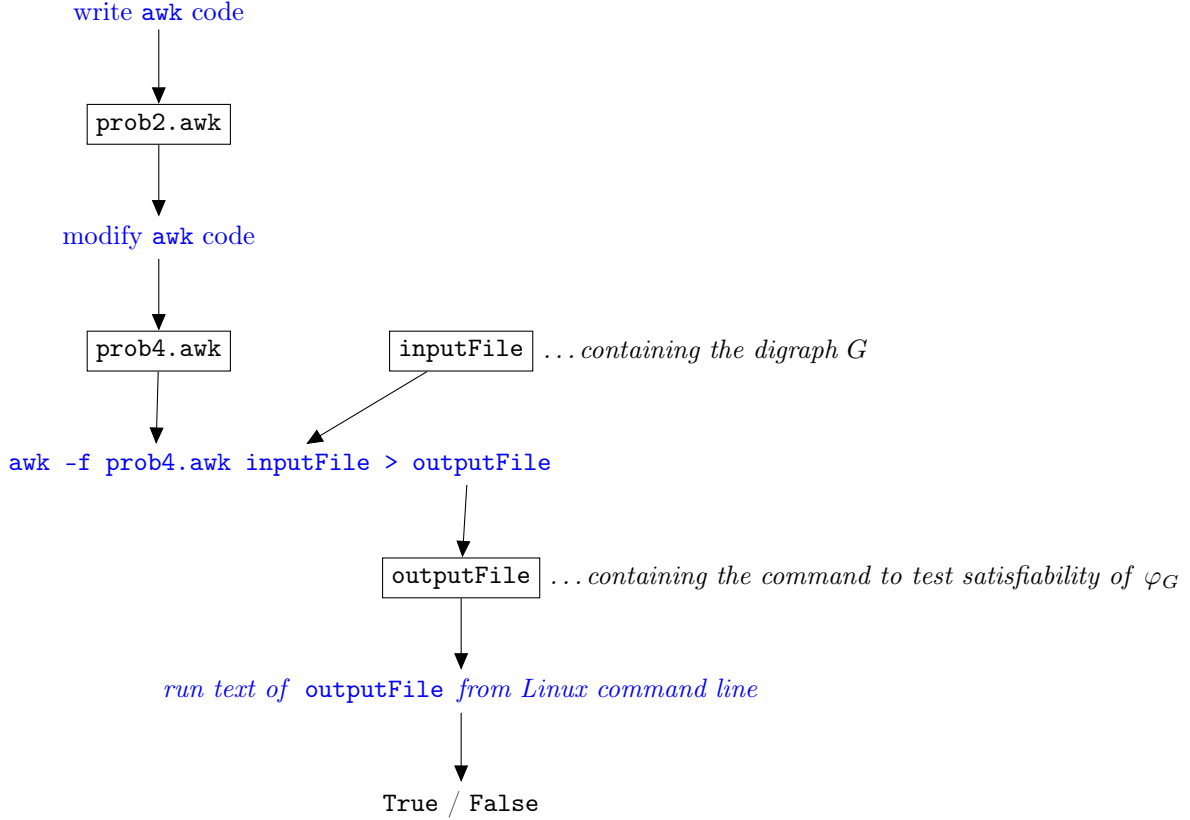 write awk code
prob2.awk
modify awk code
prob4.awk
inputFile ...containing the digraph G
awk -f prob4.awk inputFile > outputFile
outputFile ...containing the command to test satisfiability of φ_G
run text of outputFile from Linux command line
True / False